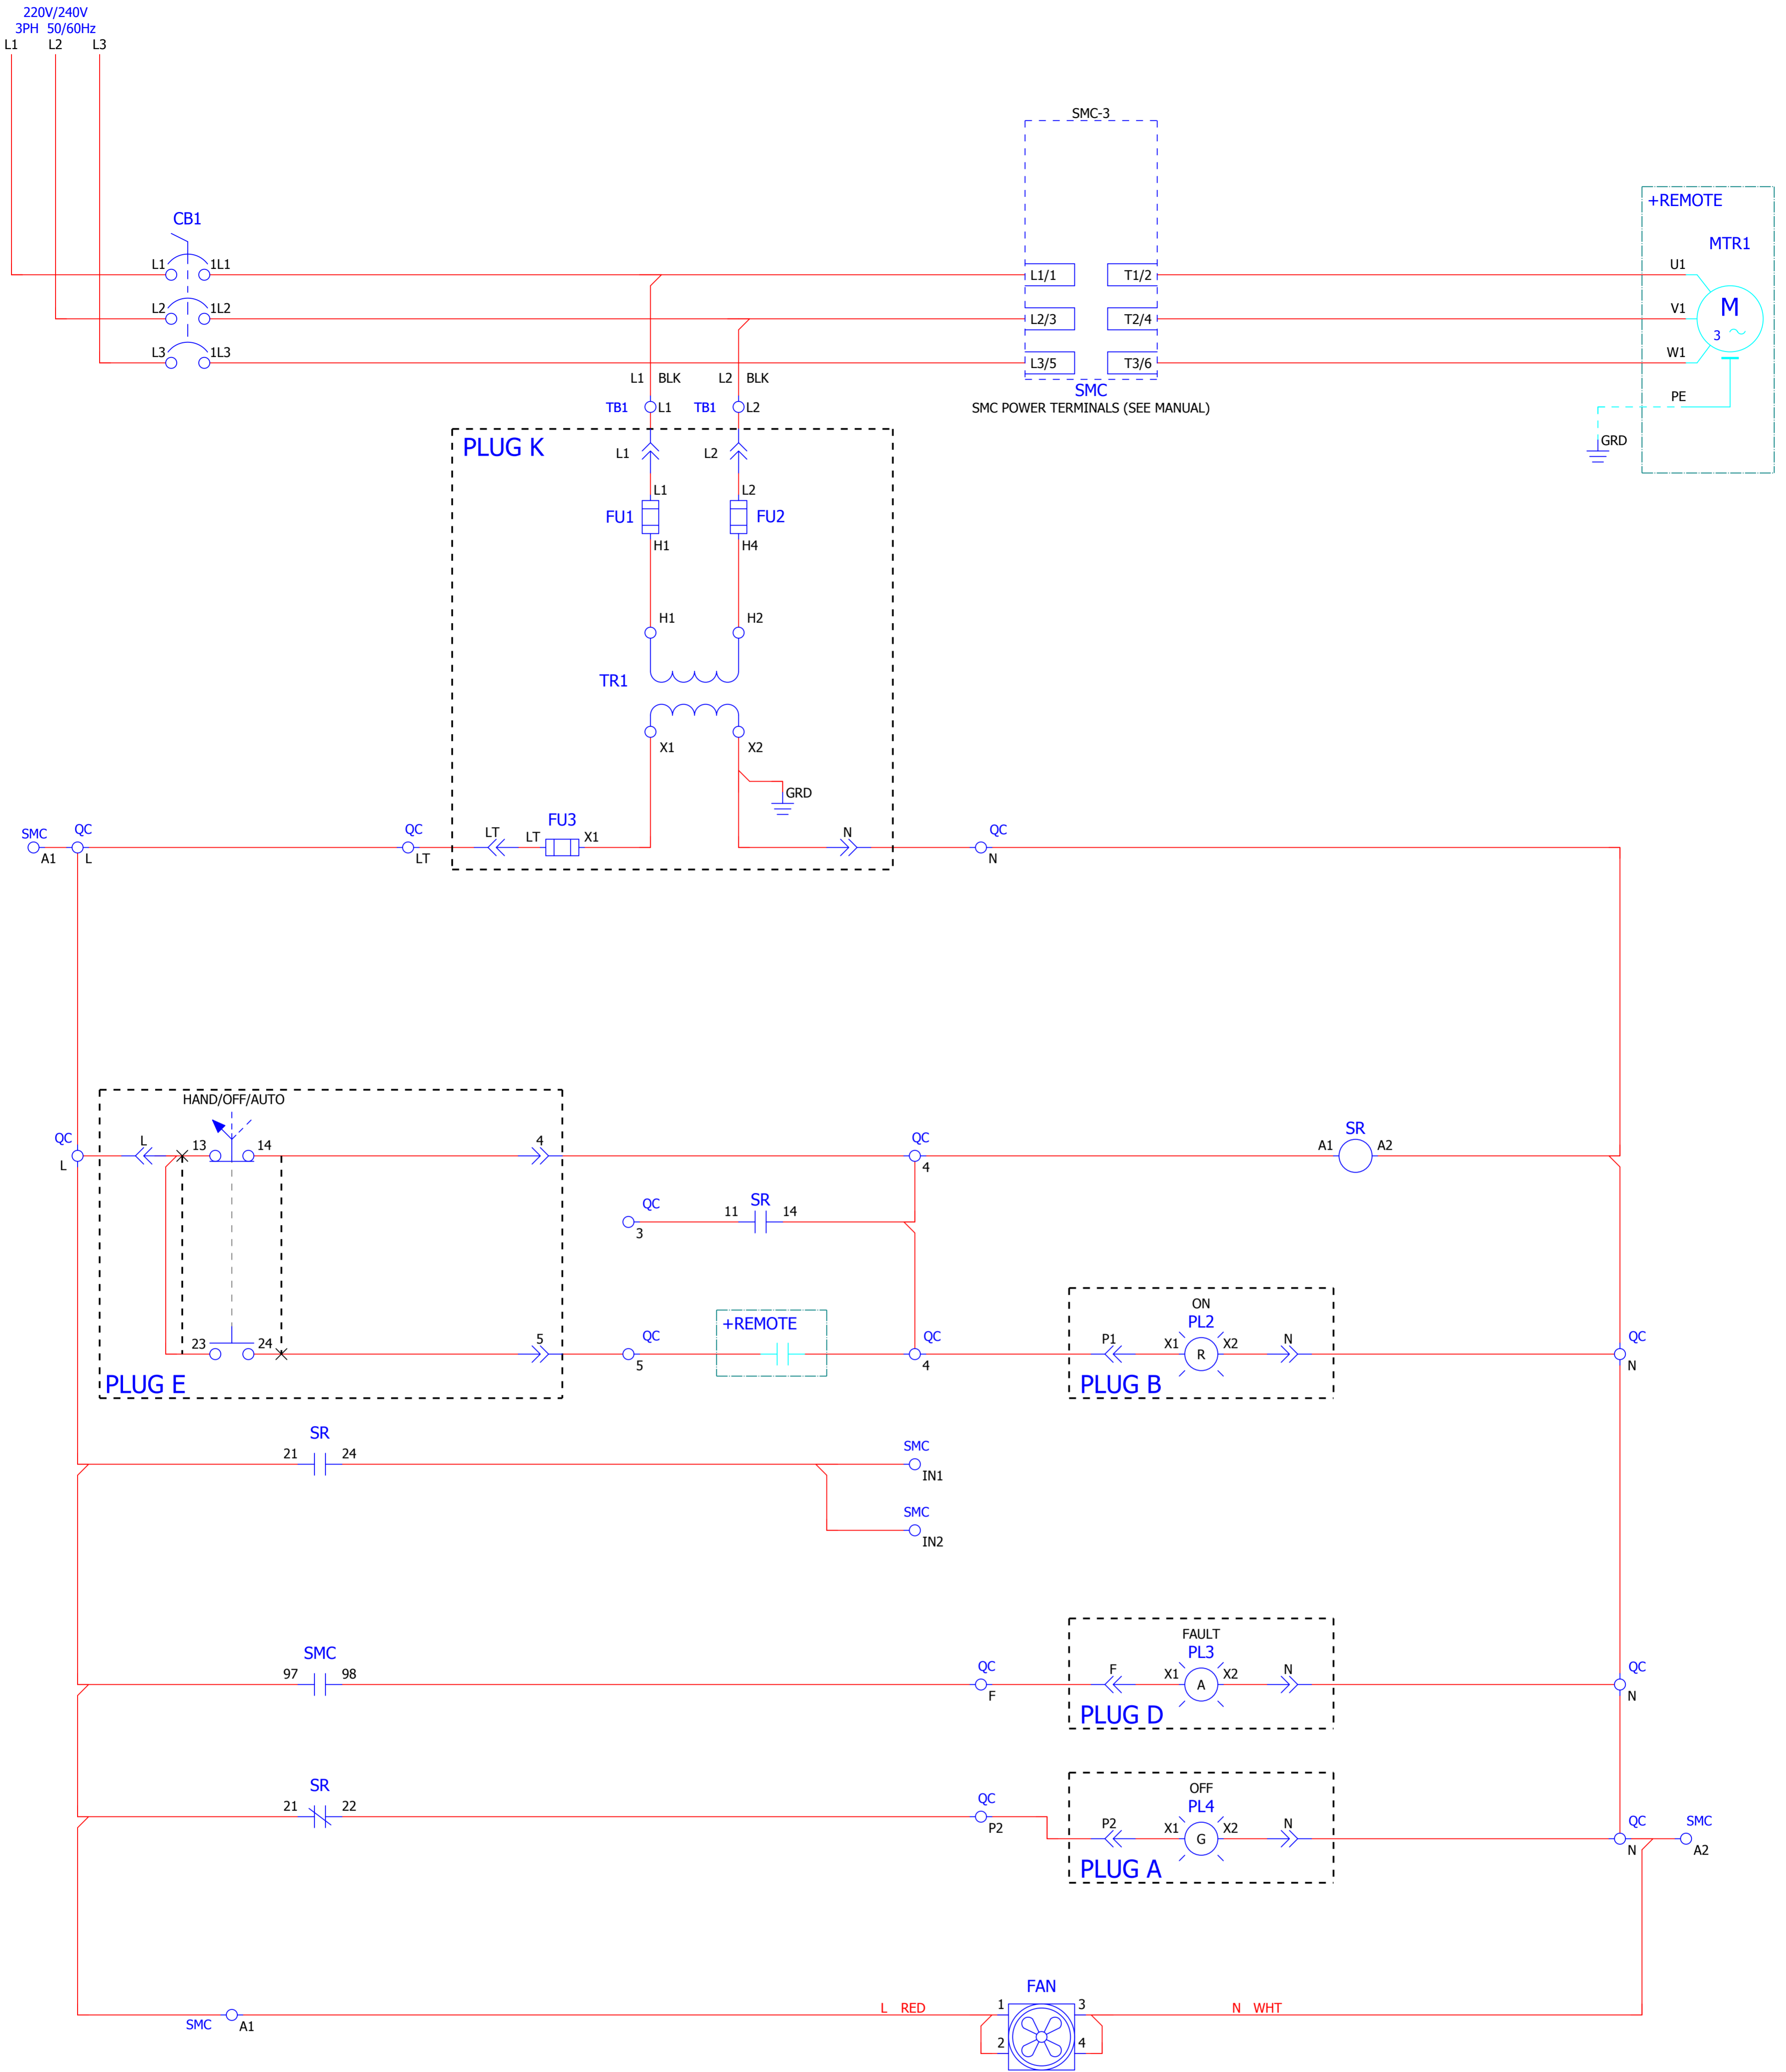 220V/240V
3PH 50/60Hz
L1 L2 L3
SMC-3
+REMOTE
CB1
MTR1
L1 1L1 L1/1 T1/2 U1
L2 1L2 L2/3 T2/4 V1 M
3
L3 1L3 L3/5 T3/6 W1
L1 BLK L2 BLK
SMC
PE
TB1 L1 TB1 L2
SMC POWER TERMINALS (SEE MANUAL)
GRD
PLUG K
L1 L2
L1 L2
FU1 FU2
H1 H4
H1 H2
TR1
X1 X2
GRD
FU3
SMC QC QC LT LT X1 N QC
A1 L LT N
HAND/OFF/AUTO
QC L 13 14 4 QC SR
A1 A2
L 4
QC 11 SR 14
3
ON
+REMOTE PL2
23 24 5 QC P1 X1 R X2 N QC
5 4 N
PLUG E PLUG B
SR
21 24 SMC
IN1
SMC
IN2
FAULT
SMC PL3
97 98 QC F X1 A X2 N QC
F N
PLUG D
SR OFF
21 22 QC PL4
P2 P2 X1 G X2 N QC SMC
N A2
PLUG A
FAN
L RED 1 3 N WHT
SMC A1
2 4